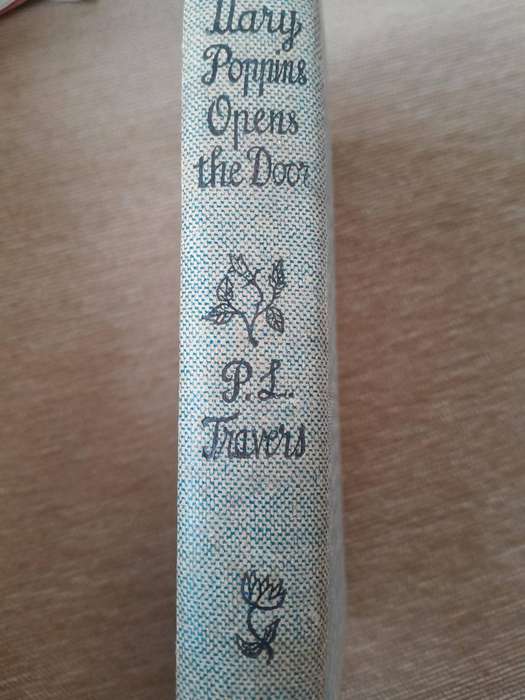 Mary
Poppins
Opens
the Door
P. L.
Travers